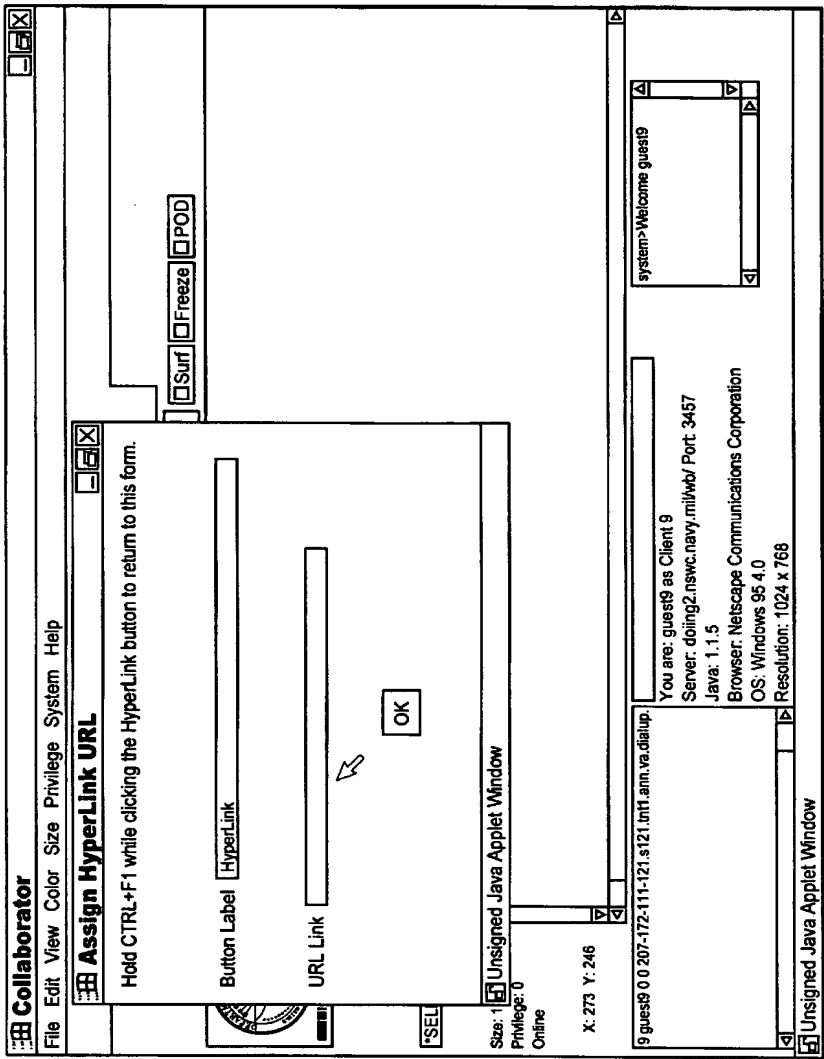 Collaborator
File Edit View Color Size Privilege System Help
Assign HyperLink URL
Hold CTRL+F1 while clicking the HyperLink button to return to this form.
Button Label HyperLink
URL Link
OK
Unsigned Java Applet Window
Surf Freeze POD
*SEL
Size: 1
Privilege: 0
Online
X: 273 Y: 246
9 guest9 0 0 207-172-111-121.s121.tnt1.ann.va.dialup.
You are: guest9 as Client 9
Server: doiing2.nswc.navy.mil/wb/ Port: 3457
Java: 1.1.5
Browser: Netscape Communications Corporation
OS: Windows 95 4.0
Resolution: 1024 x 768
system>Welcome guest9
Unsigned Java Applet Window